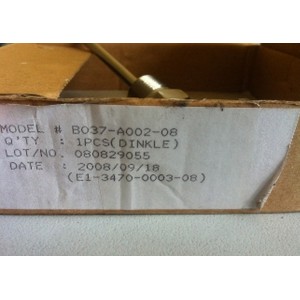 MODEL # B037-A002-08
Q'TY : 1PCS(DINKLE)
LOT/NO. 080829055
DATE : 2008/09/18
(E1-3470-0003-08)